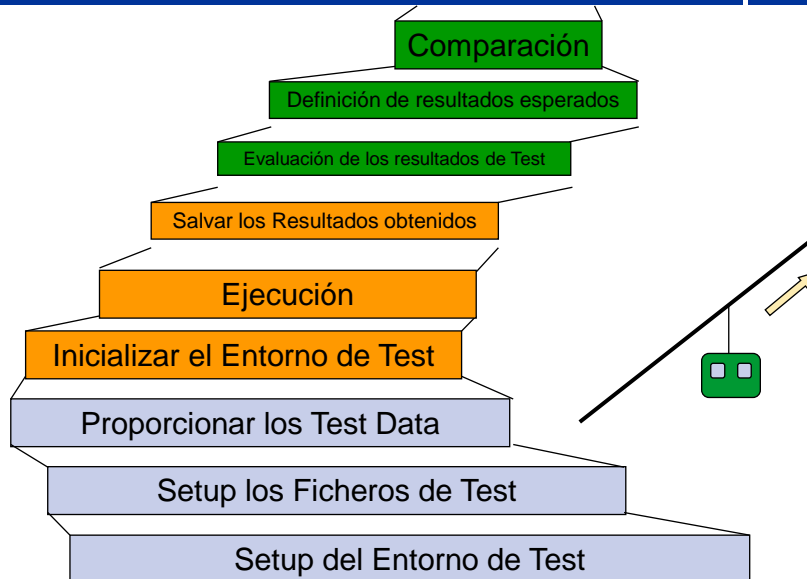 Comparación
Definición de resultados esperados
Evaluación de los resultados de Test
Salvar los Resultados obtenidos
Ejecución
Inicializar el Entorno de Test
Proporcionar los Test Data
Setup los Ficheros de Test
Setup del Entorno de Test